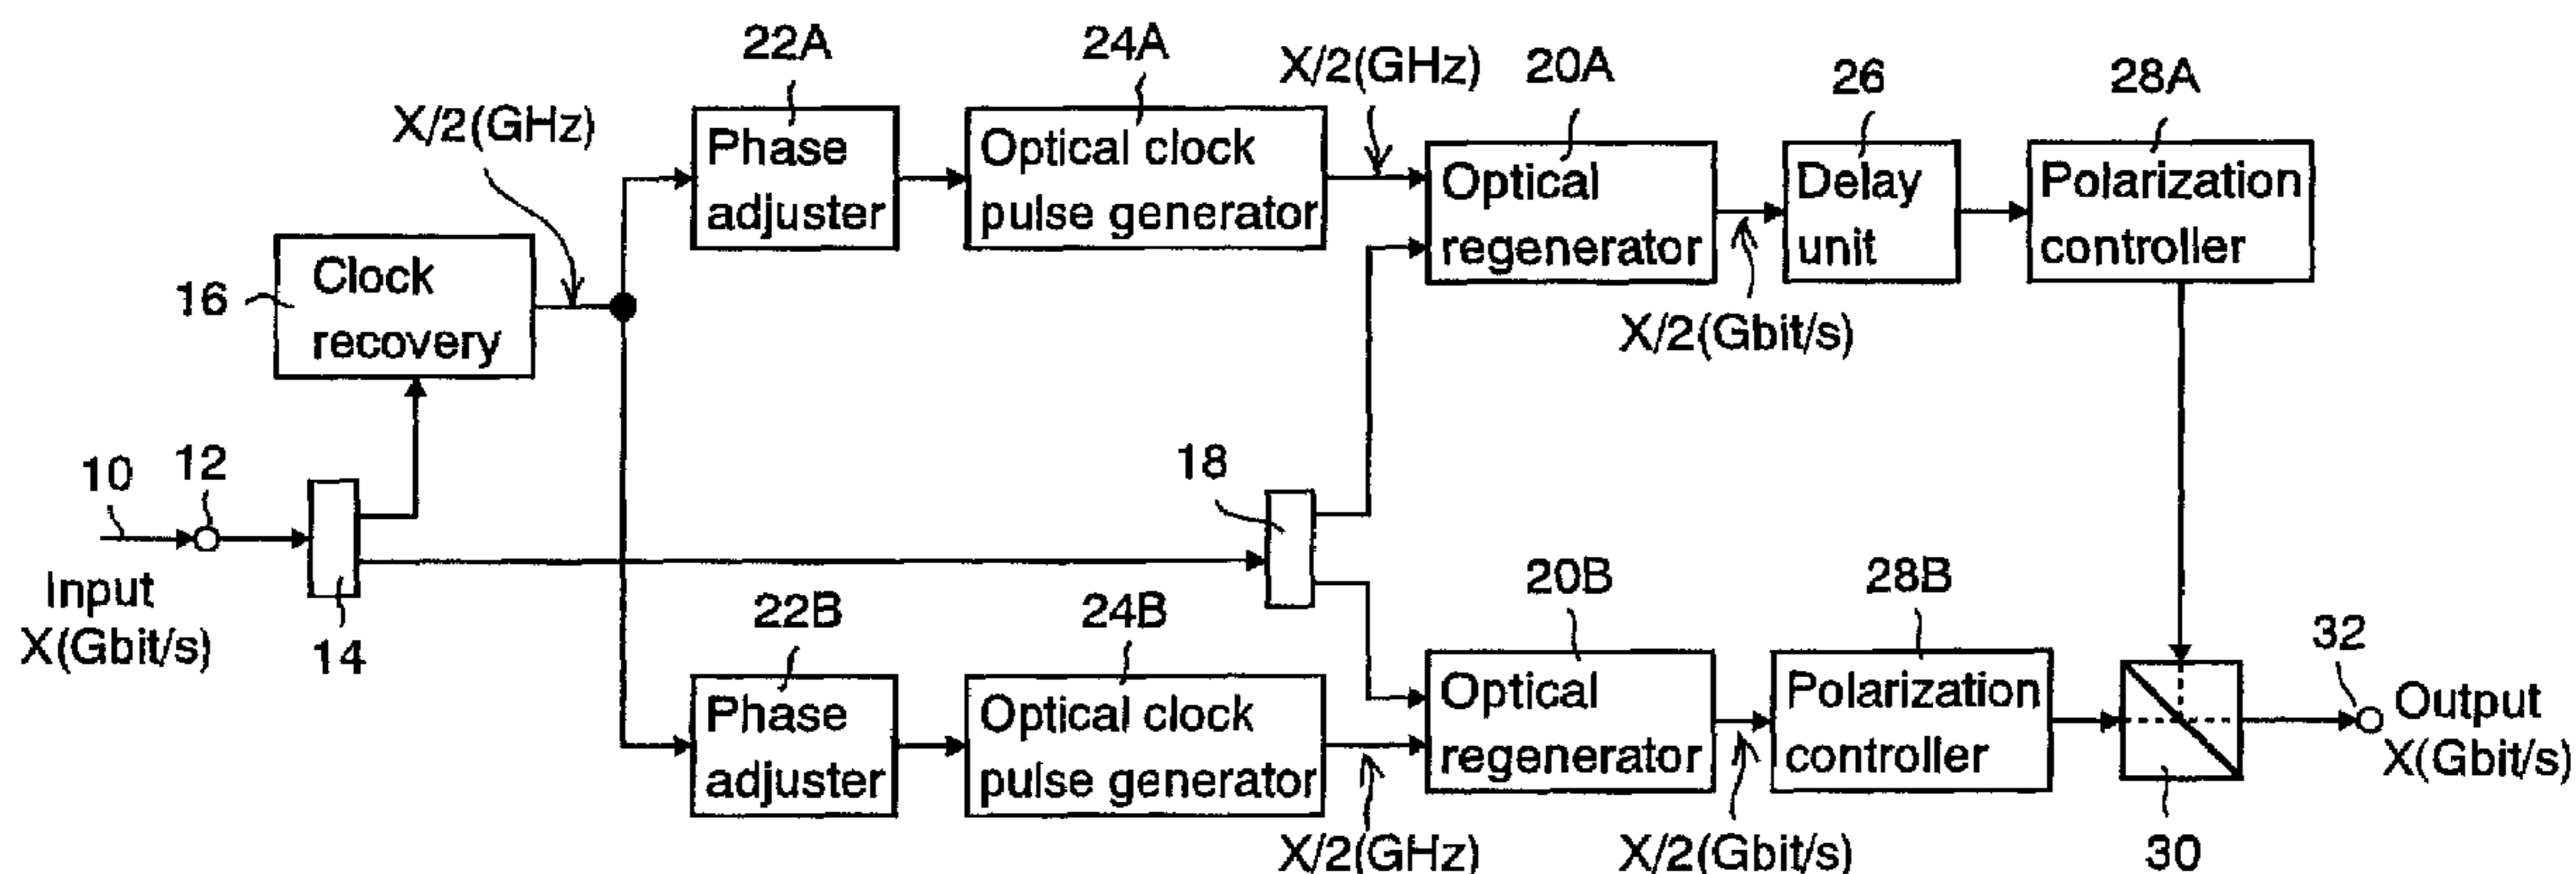 22A
24A
X/2(GHz)
20A
26
28A
X/2(GHz)
Phase
adjuster
Optical clock
pulse generator
Optical
regenerator
Delay
unit
Polarization
controller
16
Clock
recovery
X/2(Gbit/s)
10
12
18
Input
X(Gbit/s)
14
22B
24B
20B
28B
32
Phase
adjuster
Optical clock
pulse generator
Optical
regenerator
Polarization
controller
Output
X(Gbit/s)
X/2(GHz)
X/2(Gbit/s)
30